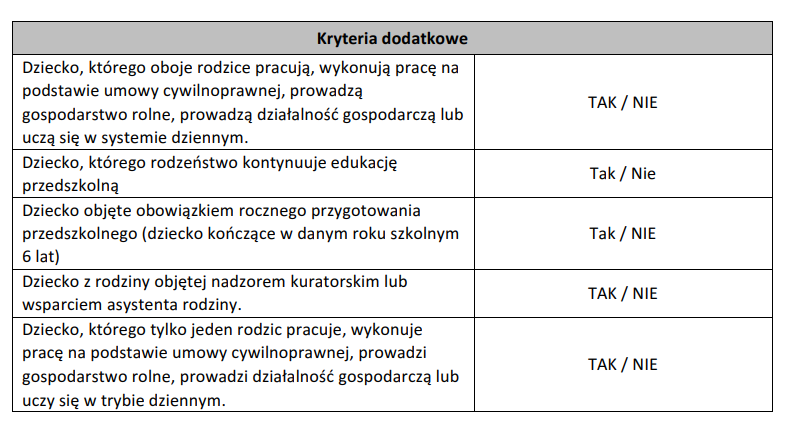 Kryteria dodatkowe
Dziecko, którego oboje rodzice pracują, wykonują pracę na
podstawie umowy cywilnoprawnej, prowadzą
gospodarstwo rolne, prowadzą działalność gospodarczą lub
uczą się w systemie dziennym.
TAK / NIE
Dziecko, którego rodzeństwo kontynuuje edukację
przedszkolną
Tak / Nie
Dziecko objęte obowiązkiem rocznego przygotowania
przedszkolnego (dziecko kończące w danym roku szkolnym
6 lat)
Tak / NIE
Dziecko z rodziny objętej nadzorem kuratorskim lub
wsparciem asystenta rodziny.
TAK / NIE
Dziecko, którego tylko jeden rodzic pracuje, wykonuje
pracę na podstawie umowy cywilnoprawnej, prowadzi
gospodarstwo rolne, prowadzi działalność gospodarczą lub
uczy się w trybie dziennym.
TAK / NIE